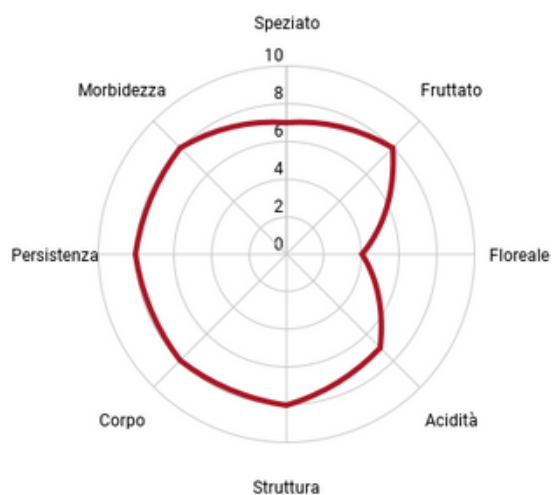 Speziato
10
Morbidezza
Fruttato
8
6
4
2
0
Persistenza
Floreale
Corpo
Acidità
Struttura